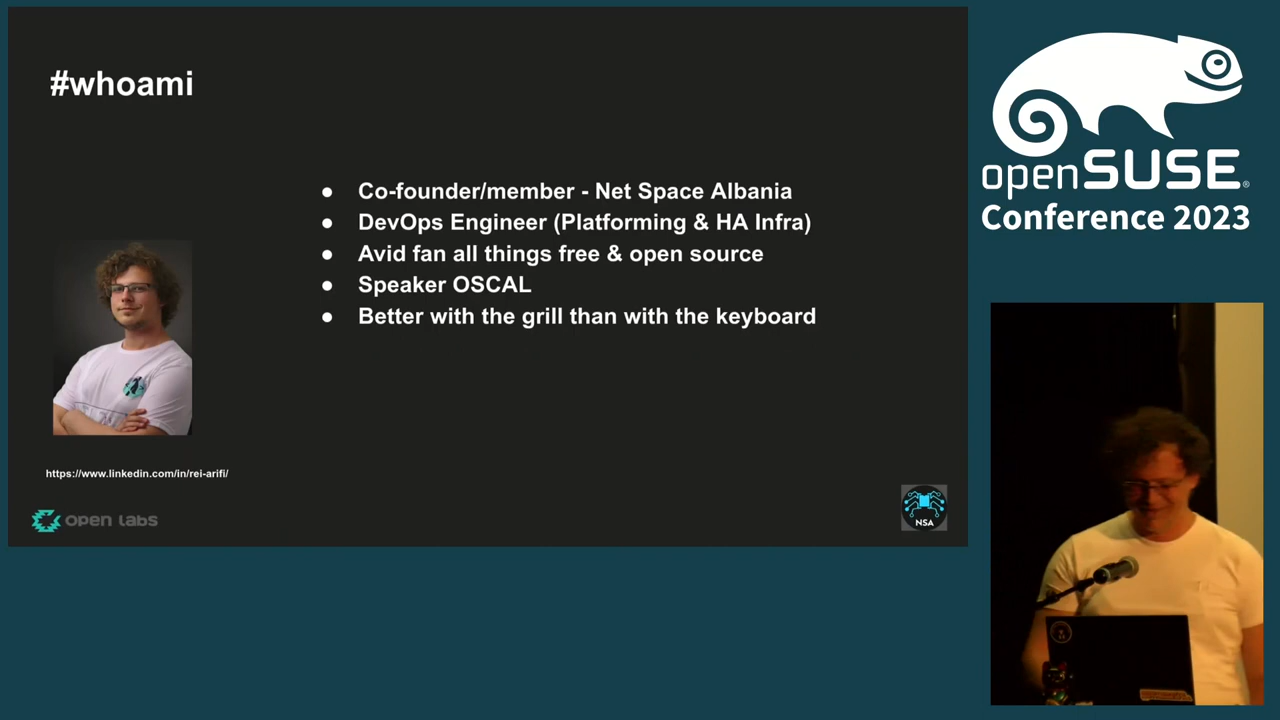 #whoami
● Co-founder/member - Net Space Albania
● DevOps Engineer (Platforming & HA Infra)
● Avid fan all things free & open source
● Speaker OSCAL
● Better with the grill than with the keyboard
https://www.linkedin.com/in/rei-arifi/
open labs
NSA
openSUSE®
Conference 2023